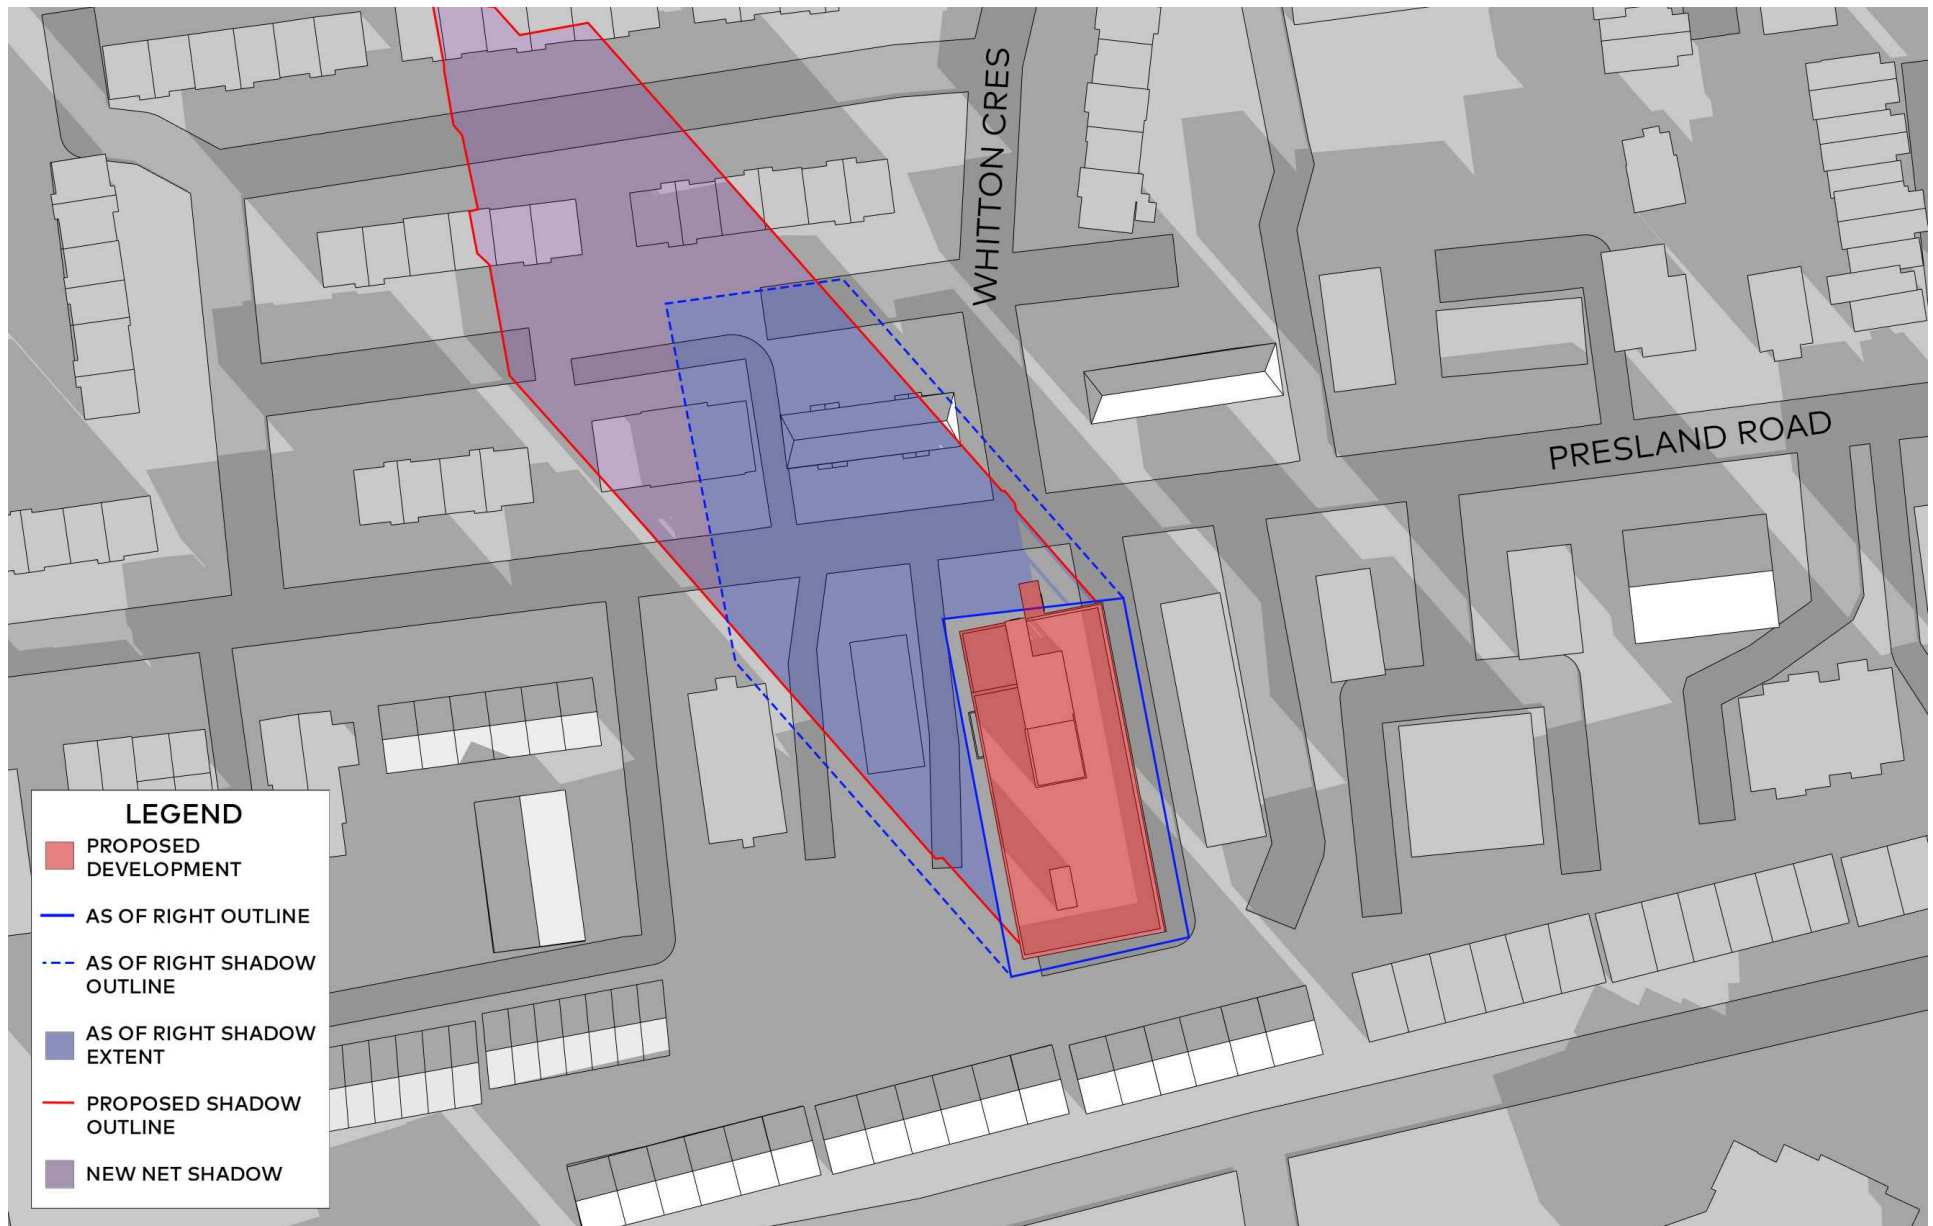 WHITTON CRES
PRESLAND ROAD
LEGEND
PROPOSED
DEVELOPMENT
AS OF RIGHT OUTLINE
AS OF RIGHT SHADOW
OUTLINE
AS OF RIGHT SHADOW
EXTENT
PROPOSED SHADOW
OUTLINE
NEW NET SHADOW